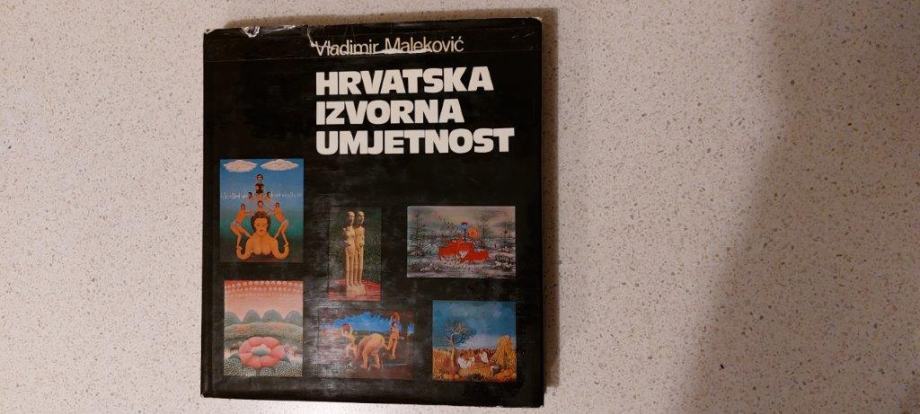 Vladimir Maleković
HRVATSKA
IZVORNA
UMJETNOST